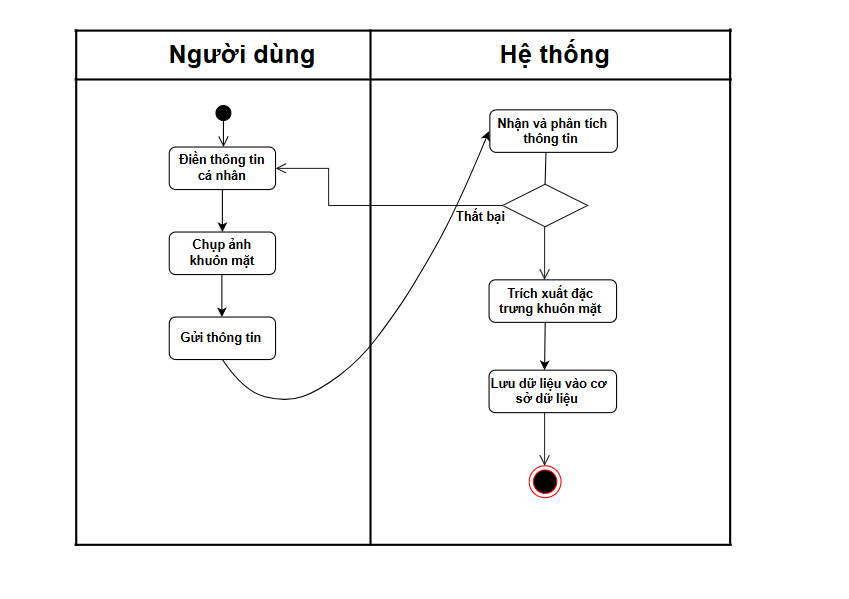 Người dùng
Hệ thống
Điền thông tin
cá nhân
Chụp ảnh
khuôn mặt
Gửi thông tin
Nhận và phân tích
thông tin
Thất bại
Trích xuất đặc
trưng khuôn mặt
Lưu dữ liệu vào cơ
sở dữ liệu